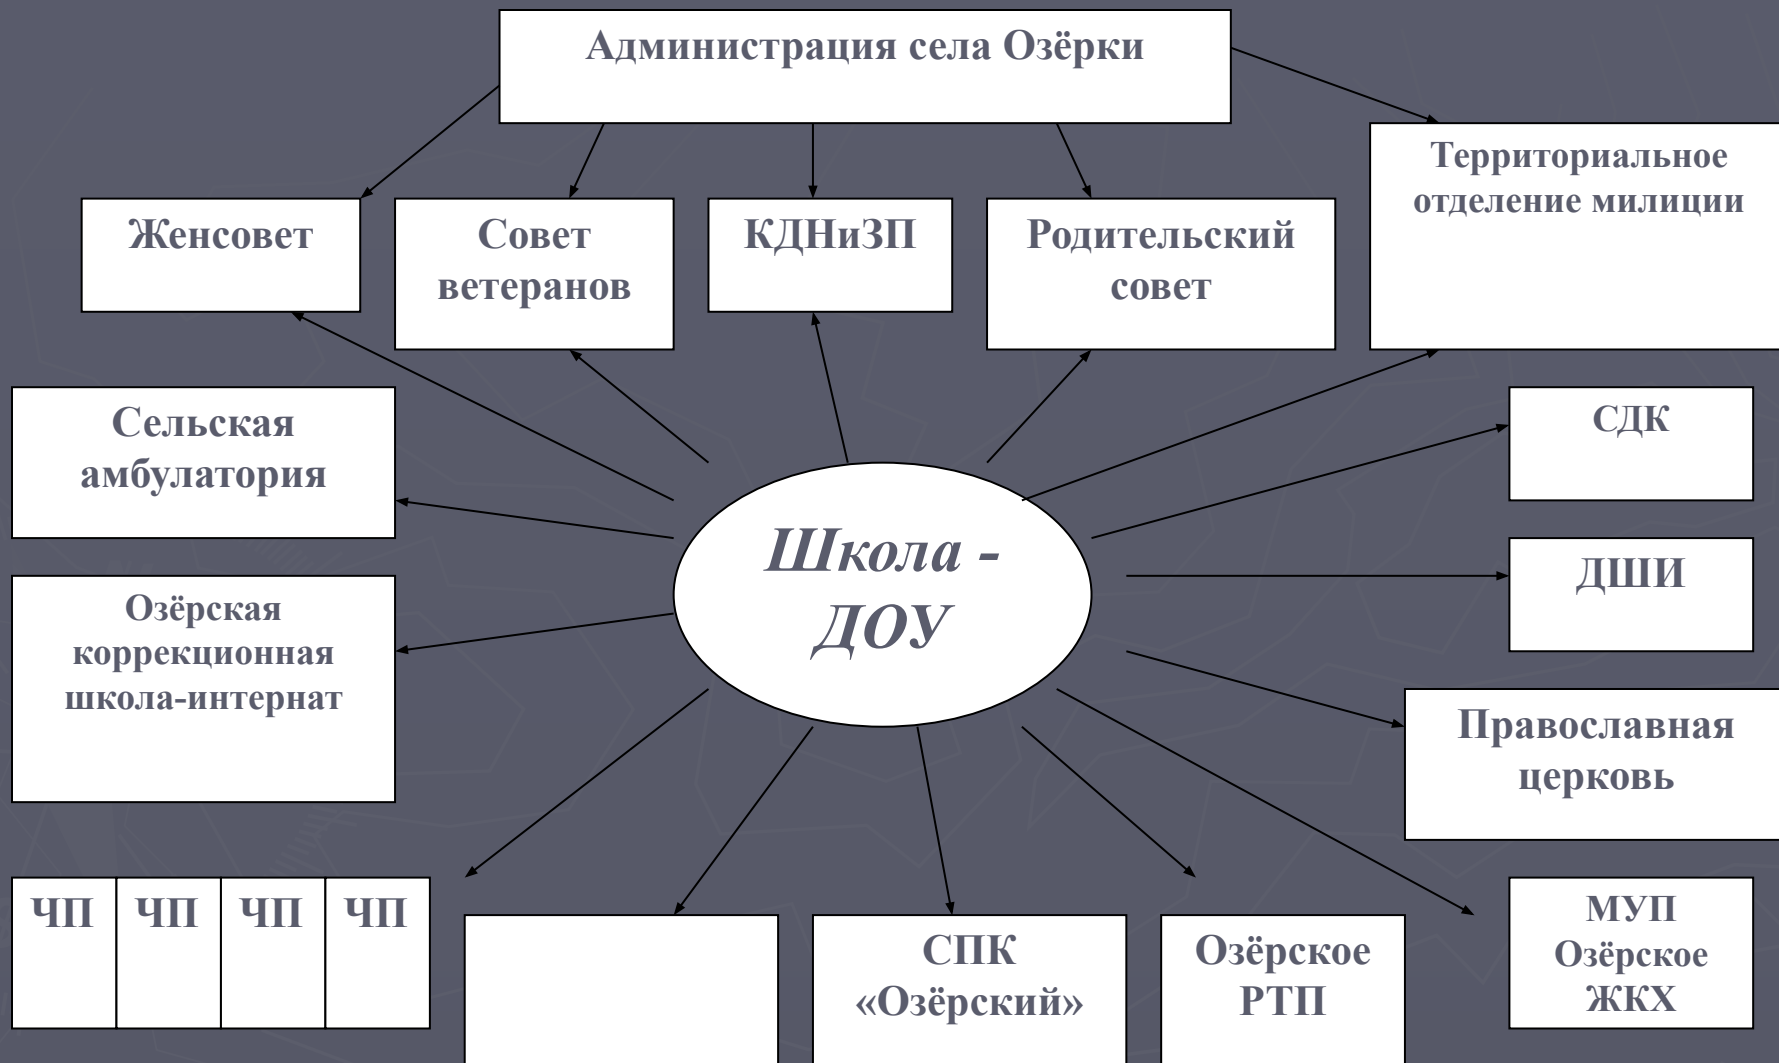 Администрация села Озёрки
Территориальное
отделение милиции
Женсовет
Совет
ветеранов
КДНиЗП
Родительский
совет
Сельская
амбулатория
СДК
Школа -
ДОУ
ДШИ
Озёрская
коррекционная
школа-интернат
Православная
церковь
ЧП ЧП ЧП ЧП
СПК
«Озёрский»
Озёрское
РТП
МУП
Озёрское
ЖКХ